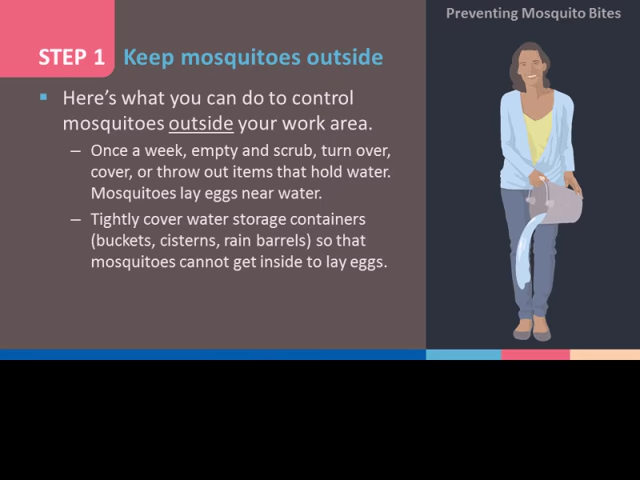 Preventing Mosquito Bites
STEP 1 Keep mosquitoes outside
Here's what you can do to control
mosquitoes outside your work area.
– Once a week, empty and scrub, turn over,
cover, or throw out items that hold water.
Mosquitoes lay eggs near water.
– Tightly cover water storage containers
(buckets, cisterns, rain barrels) so that
mosquitoes cannot get inside to lay eggs.